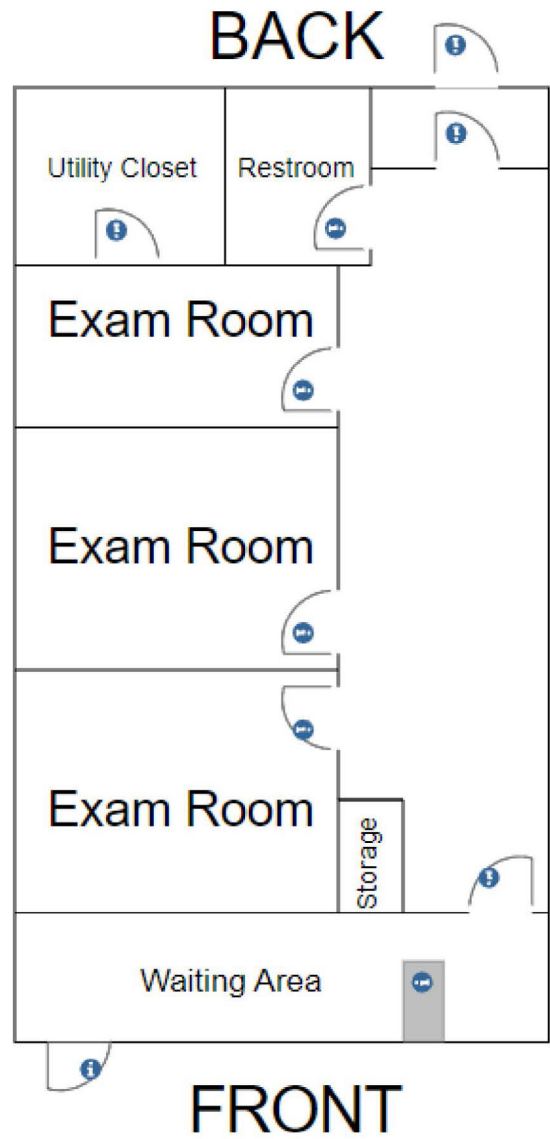 BACK
Utility Closet
Restroom
Exam Room
Exam Room
Exam Room
Storage
Waiting Area
FRONT